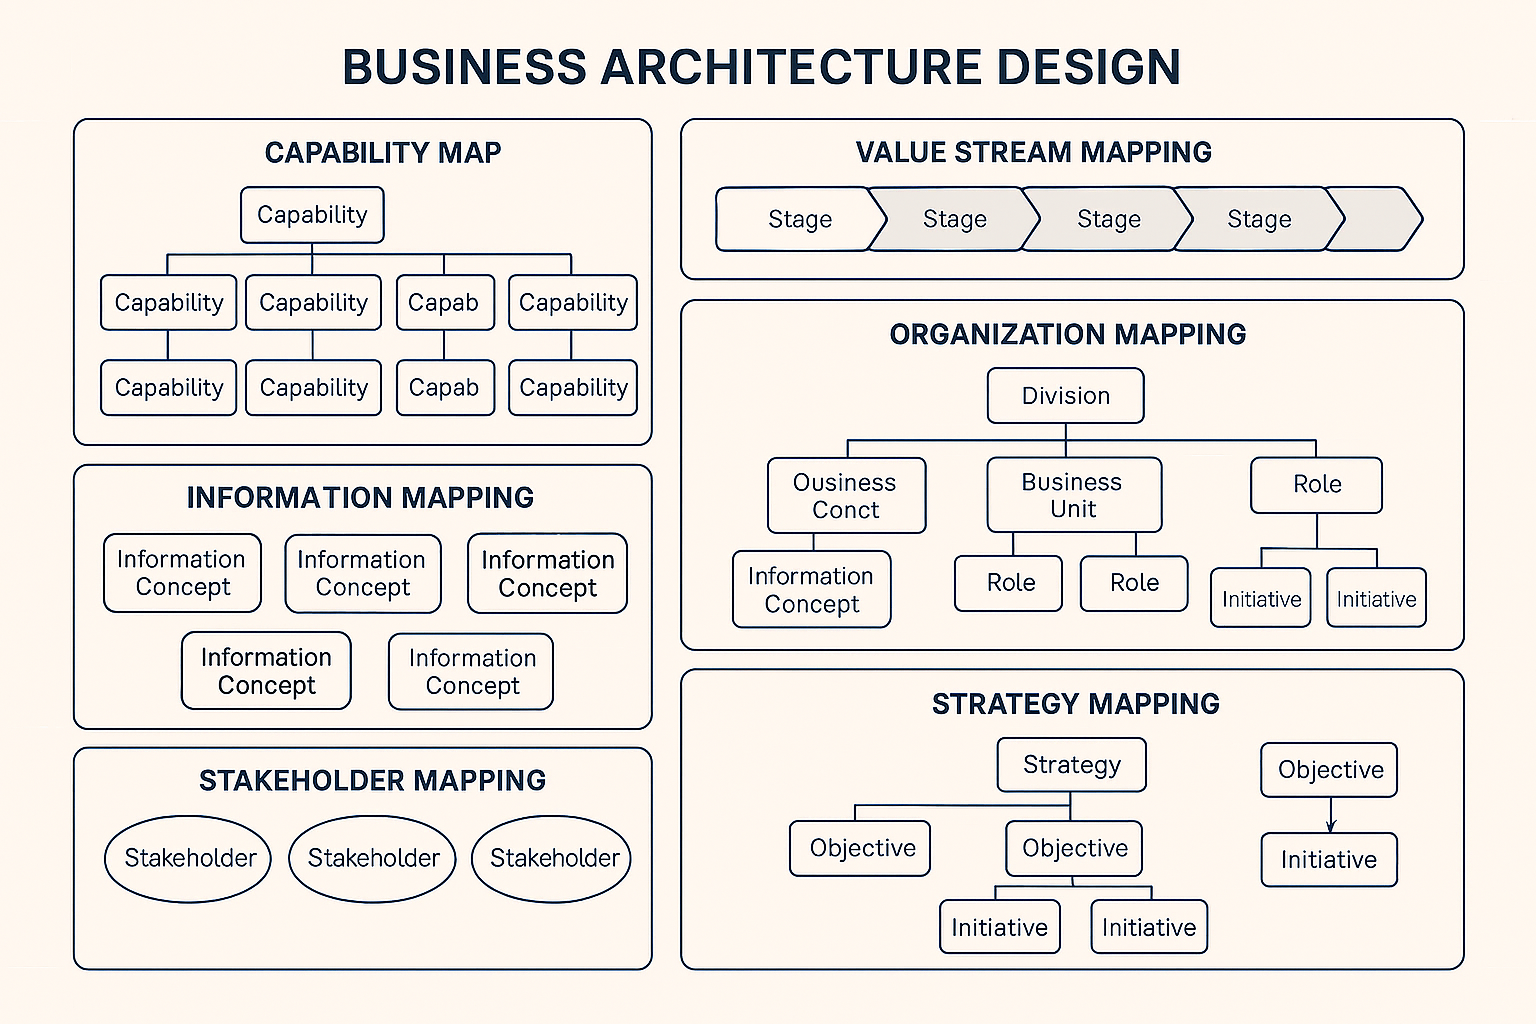 BUSINESS ARCHITECTURE DESIGN
CAPABILITY MAP
Capability
Capability
Capability
Capab
Capability
Capability
Capability
Capab
Capability
INFORMATION MAPPING
Information
Concept
Information
Concept
Information
Concept
Information
Concept
Information
Concept
STAKEHOLDER MAPPING
Stakeholder
Stakeholder
Stakeholder
VALUE STREAM MAPPING
Stage
Stage
Stage
Stage
ORGANIZATION MAPPING
Division
Ousiness
Conct
Business
Unit
Role
Information
Concept
Role
Role
Initiative
Initiative
STRATEGY MAPPING
Strategy
Objective
Objective
Initiative
Initiative
Objective
Initiative